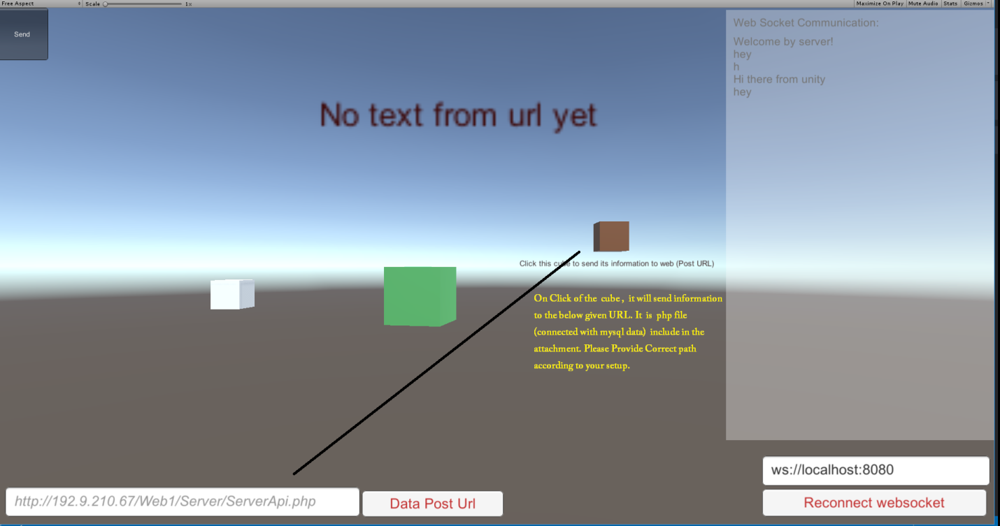 Free Aspect
Scale
1x
Maximize On Play
Mute Audio
Stats
Gizmos
Send
Web Socket Communication:
Welcome by server!
hey
h
Hi there from unity
hey
No text from url yet
Click this cube to send its information to web (Post URL)
On Click of the cube , it will send information
to the below given URL. It is php file
(connected with mysql data) include in the
attachment. Please Provide Correct path
according to your setup.
ws://localhost:8080
http://192.9.210.67/Web1/Server/ServerApi.php
Data Post Url
Reconnect websocket